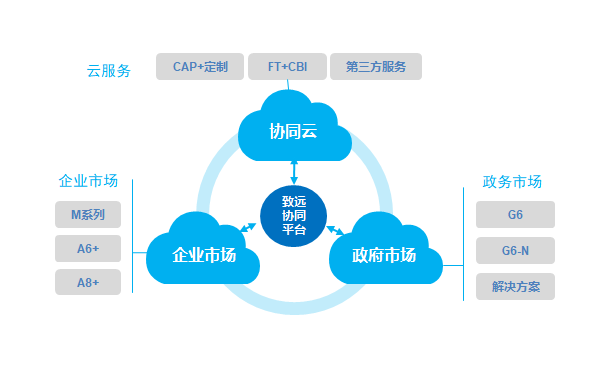 云服务
CAP+定制
FT+CBI
第三方服务
协同云
企业市场
M系列
A6+
A8+
致远
协同
平台
企业市场
政府市场
政务市场
G6
G6-N
解决方案